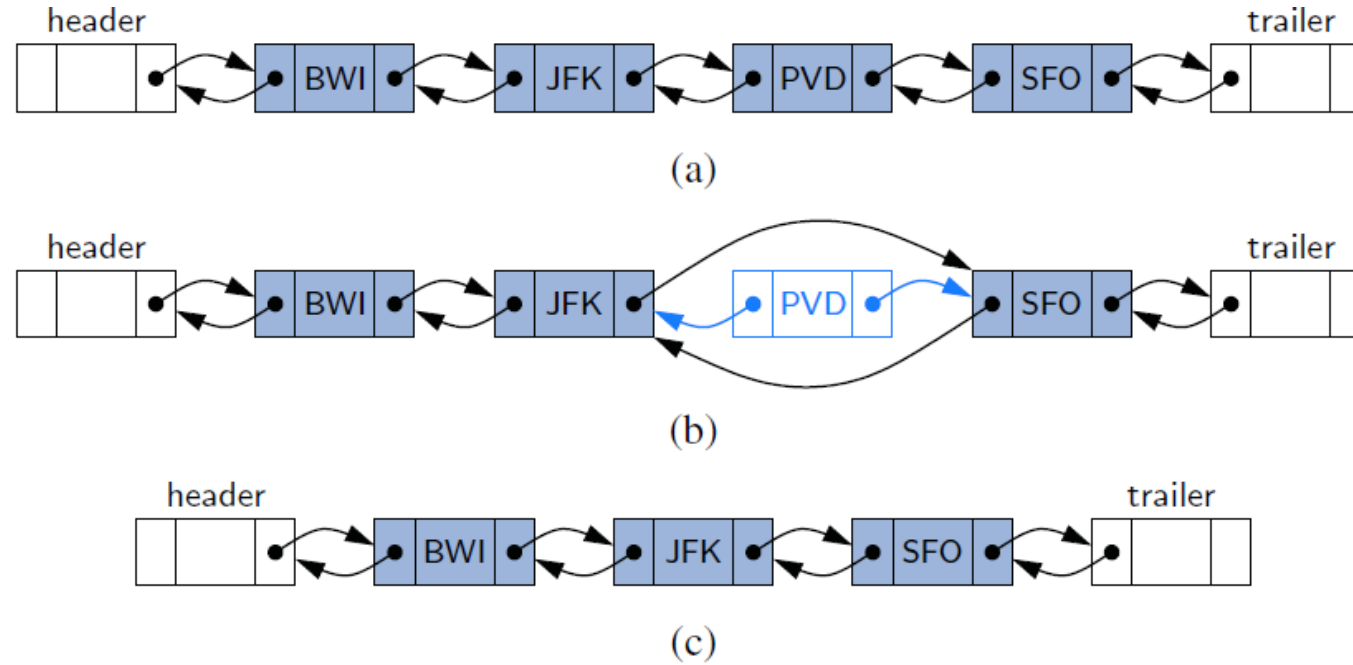 header trailer
BWI JFK PVD SFO
(a)
header trailer
BWI JFK PVD SFO
(b)
header trailer
BWI JFK SFO
(c)